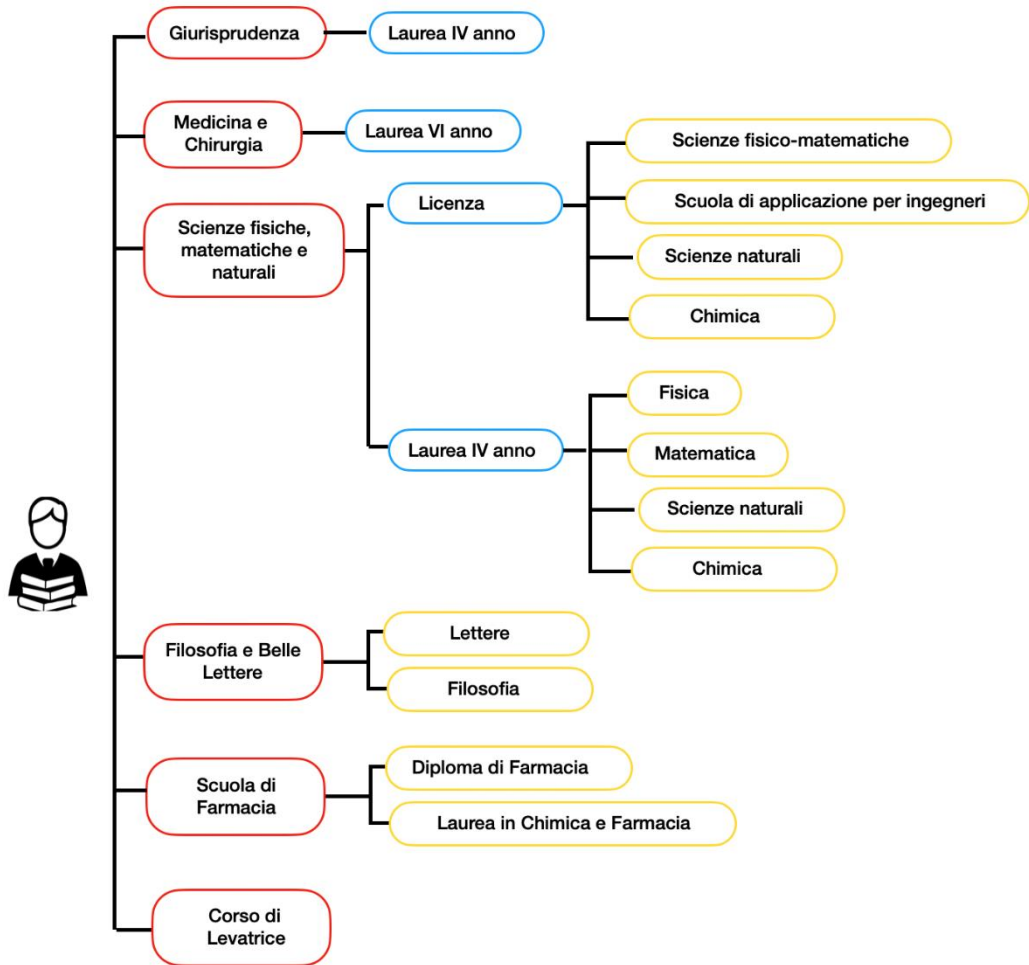 Giurisprudenza
Laurea IV anno
Medicina e
Chirurgia
Laurea VI anno
Scienze fisiche,
matematiche e
naturali
Licenza
Scienze fisico-matematiche
Scuola di applicazione per ingegneri
Scienze naturali
Chimica
Laurea IV anno
Fisica
Matematica
Scienze naturali
Chimica
Filosofia e Belle
Lettere
Lettere
Filosofia
Scuola di
Farmacia
Diploma di Farmacia
Laurea in Chimica e Farmacia
Corso di
Levatrice